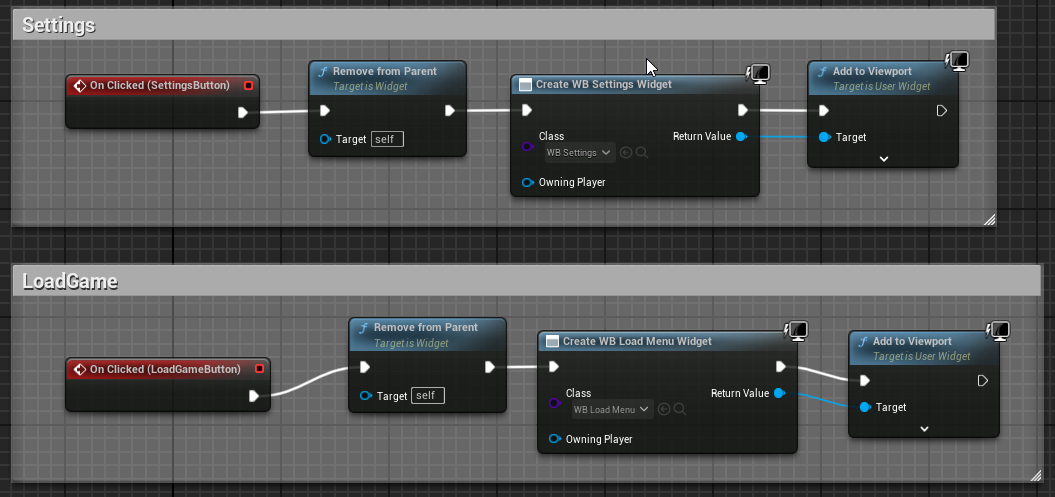 Settings
On Clicked (SettingsButton)
Remove from Parent
Target is Widget
Target self
Create WB Settings Widget
Class
WB Settings
Return Value
Owning Player
Add to Viewport
Target is User Widget
Target
LoadGame
On Clicked (LoadGameButton)
Remove from Parent
Target is Widget
Target self
Create WB Load Menu Widget
Class
WB Load Menu
Return Value
Owning Player
Add to Viewport
Target is User Widget
Target